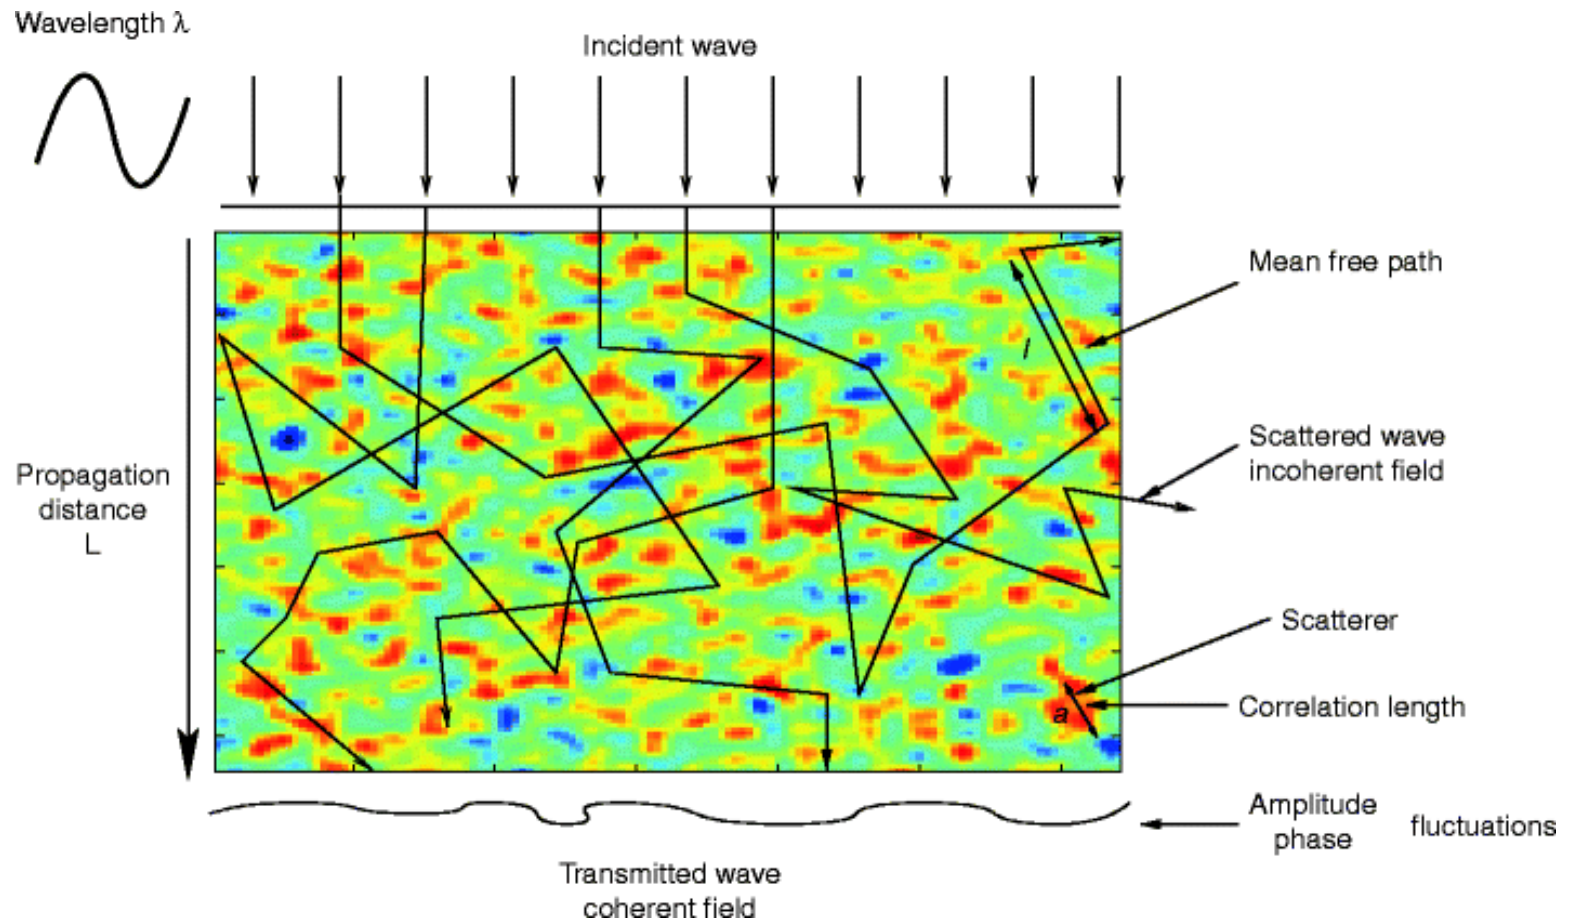 Wavelength λ
Incident wave
Mean free path
l
Scattered wave
incoherent field
Propagation
distance
L
Scatterer
Correlation length
a
Amplitude
phase
fluctuations
Transmitted wave
coherent field